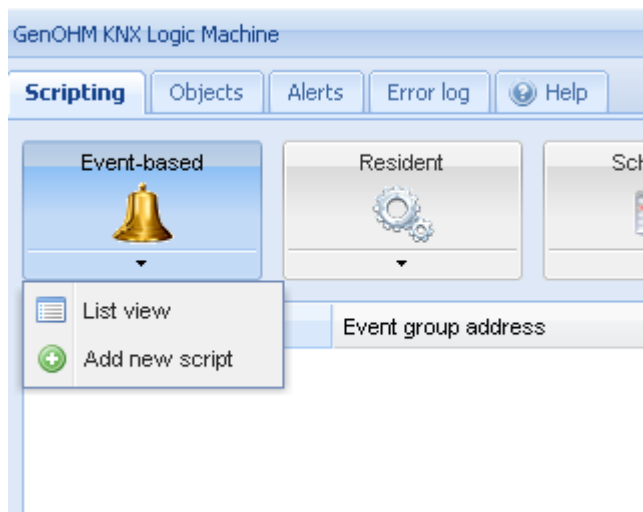 GenOHM KNX Logic Machine
Scripting Objects Alerts Error log Help
Event-based Resident
List view
Event group address
Add new script